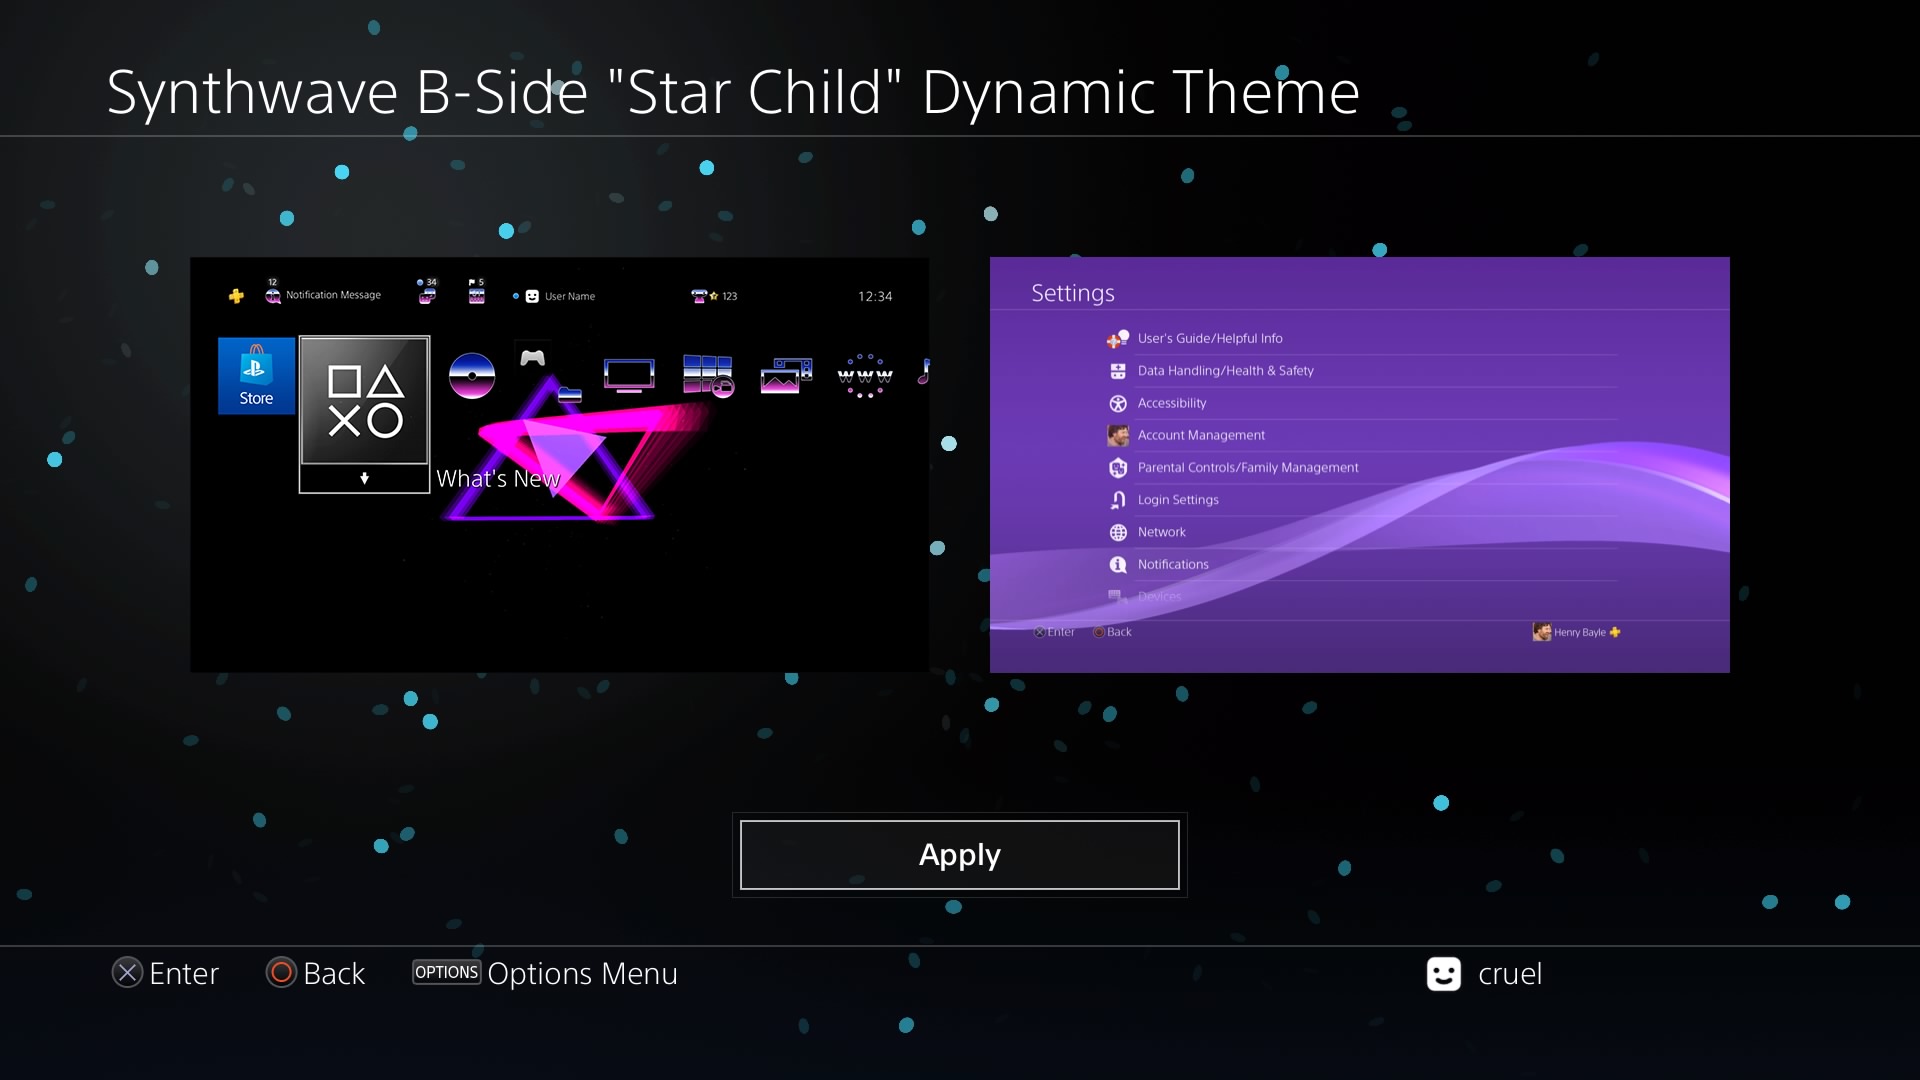 Synthwave B-Side "Star Child" Dynamic Theme
12
Notification Message
34
5
User Name
123
12:34
Store
What's New
www
Settings
User's Guide/Helpful Info
Data Handling/Health & Safety
Accessibility
Account Management
Parental Controls/Family Management
Login Settings
Network
Notifications
Devices
Enter
Back
Henry Bayle
Apply
Enter
Back
OPTIONS Options Menu
cruel